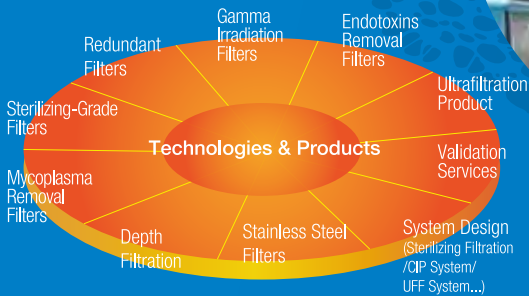 Gamma
Irradiation
Filters
Endotoxins
Removal
Filters
Redundant
Filters
Ultrafiltration
Product
Sterilizing-Grade
Filters
Technologies & Products
Validation
Services
Mycoplasma
Removal
Filters
Depth
Filtration
Stainless Steel
Filters
System Design
(Sterilizing Filtration
/CIP System/
UFF System...)